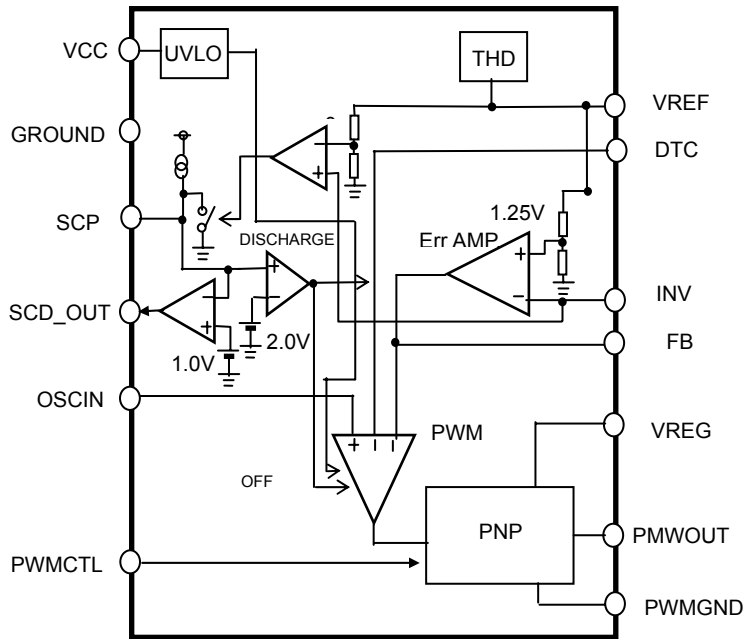 VCC
UVLO
THD
VREF
GROUND
DTC
SCP
1.25V
DISCHARGE
Err AMP
+
−
+
−
+
−
−
+
INV
SCD_OUT
2.0V
FB
1.0V
OSCIN
PWM
VREG
+ − −
OFF
PNP
PMWOUT
PWMCTL
PWMGND